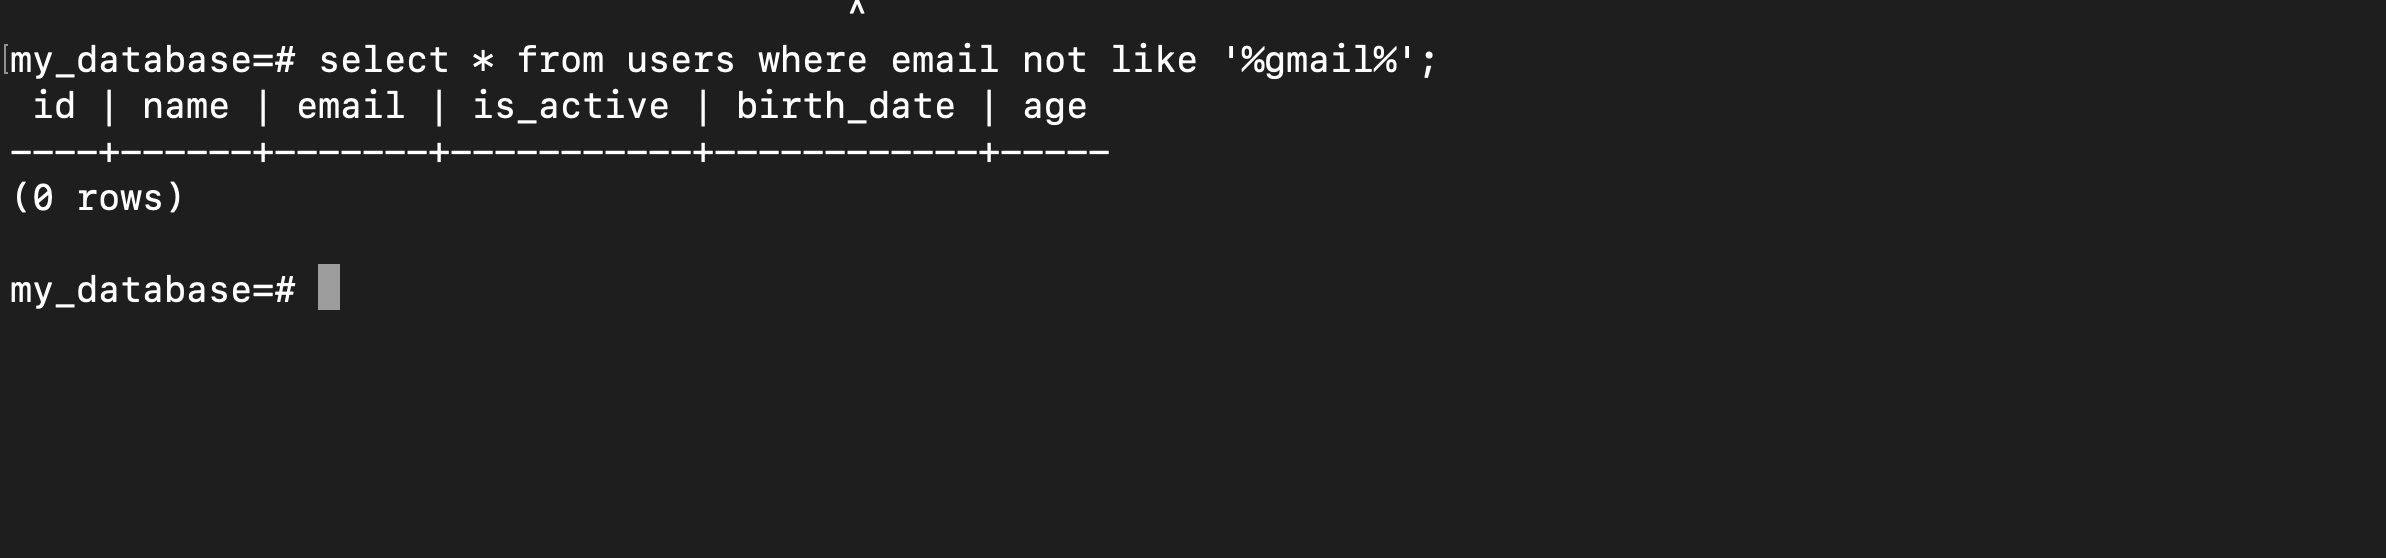 ^
my_database=# select * from users where email not like '%gmail%';
 id | name | email | is_active | birth_date | age
----+------+-------+-----------+------------+-----
(0 rows)
my_database=#